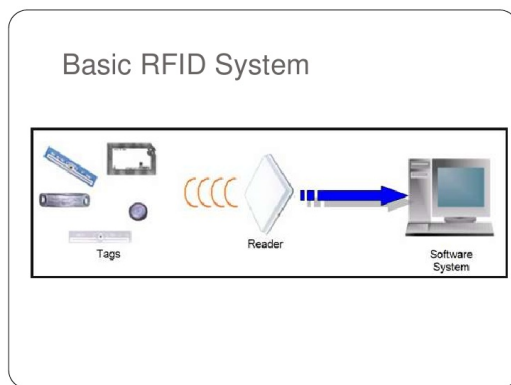 Basic RFID System
Tags
Reader
Software
System